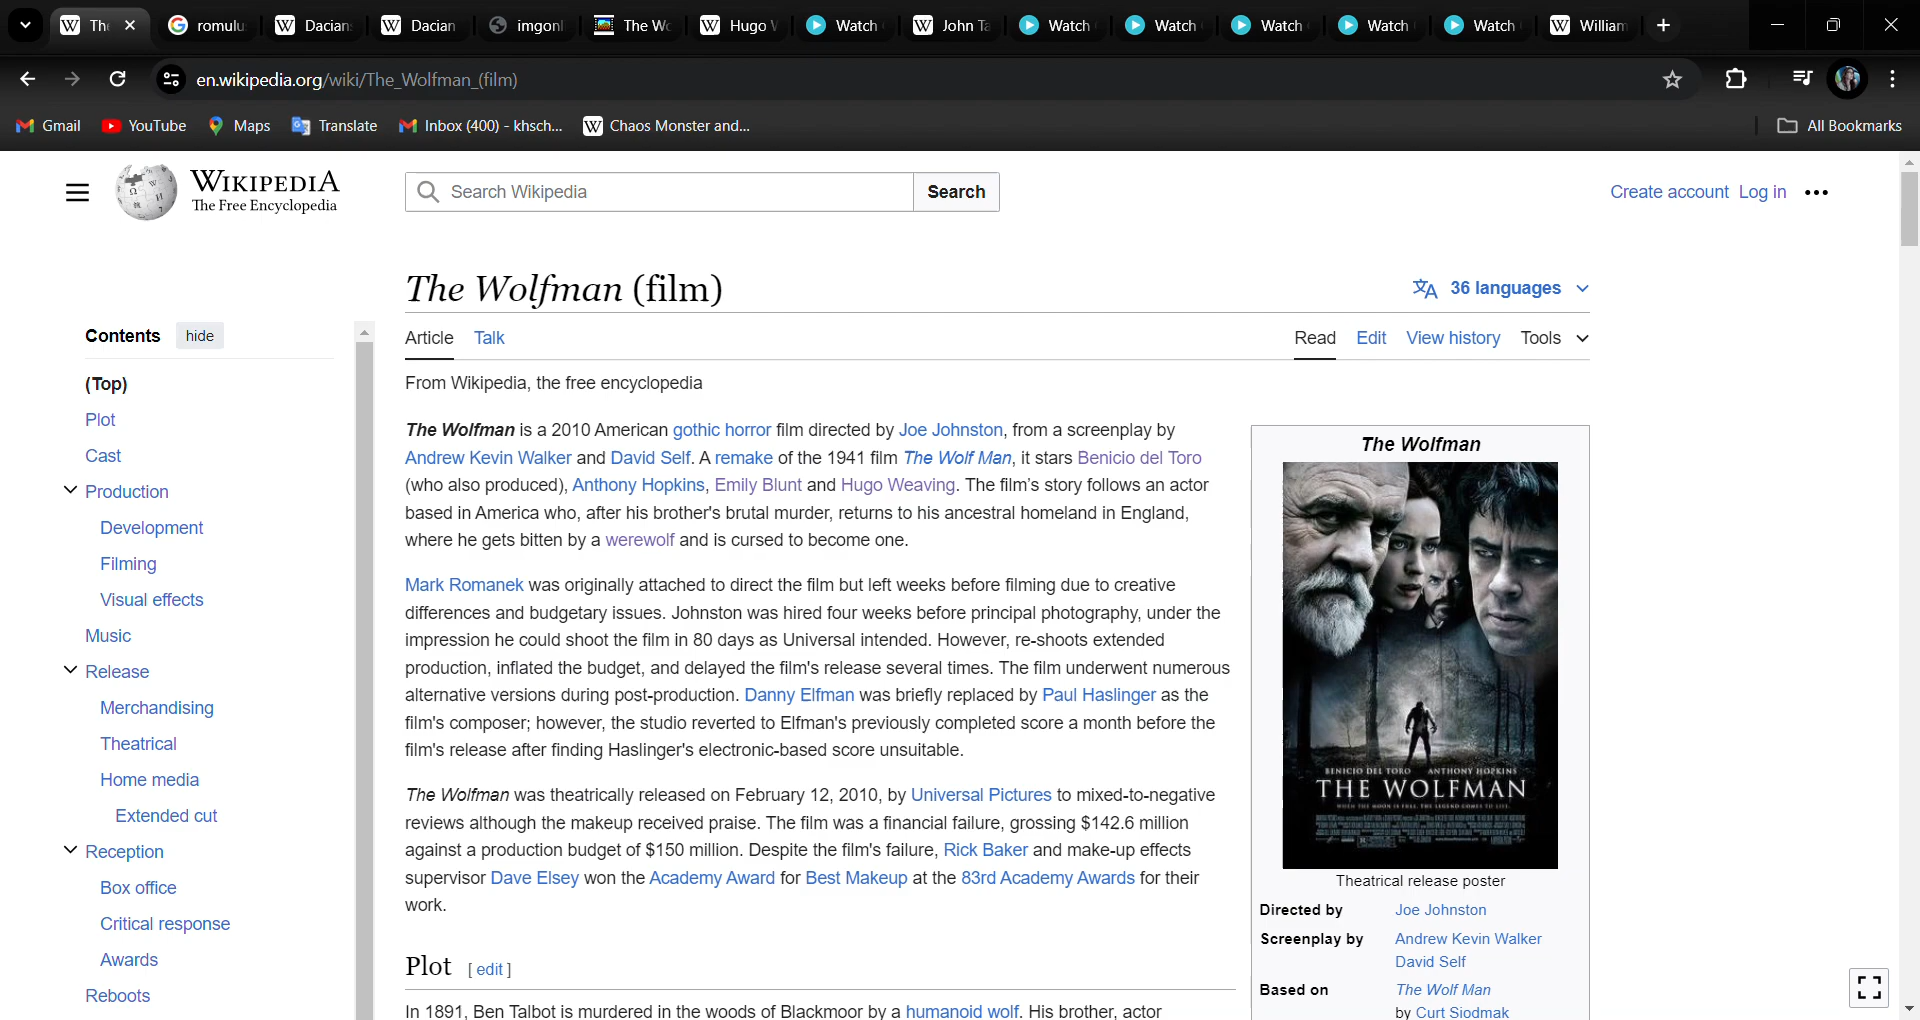 The
romulu
Dacian
Dacian
imgonl
The Wo
Hugo W
Watch
John Ta
Watch
Watch
Watch
Watch
Watch
William
en.wikipedia.org/wiki/The_Wolfman_(film)
Gmail
YouTube
Maps
Translate
Inbox (400) - khsch...
Chaos Monster and...
All Bookmarks
WIKIPEDIA
The Free Encyclopedia
Search Wikipedia
Search
Create account Log in
The Wolfman (film)
36 languages
Contents hide
(Top)
Plot
Cast
Production
Development
Filming
Visual effects
Music
Release
Merchandising
Theatrical
Home media
Extended cut
Reception
Box office
Critical response
Awards
Reboots
Article Talk
Read Edit View history Tools
From Wikipedia, the free encyclopedia
The Wolfman is a 2010 American gothic horror film directed by Joe Johnston, from a screenplay by
Andrew Kevin Walker and David Self. A remake of the 1941 film The Wolf Man, it stars Benicio del Toro
(who also produced), Anthony Hopkins, Emily Blunt and Hugo Weaving. The film's story follows an actor
based in America who, after his brother's brutal murder, returns to his ancestral homeland in England,
where he gets bitten by a werewolf and is cursed to become one.
Mark Romanek was originally attached to direct the film but left weeks before filming due to creative
differences and budgetary issues. Johnston was hired four weeks before principal photography, under the
impression he could shoot the film in 80 days as Universal intended. However, re-shoots extended
production, inflated the budget, and delayed the film's release several times. The film underwent numerous
alternative versions during post-production. Danny Elfman was briefly replaced by Paul Haslinger as the
film's composer; however, the studio reverted to Elfman's previously completed score a month before the
film's release after finding Haslinger's electronic-based score unsuitable.
The Wolfman was theatrically released on February 12, 2010, by Universal Pictures to mixed-to-negative
reviews although the makeup received praise. The film was a financial failure, grossing $142.6 million
against a production budget of $150 million. Despite the film's failure, Rick Baker and make-up effects
supervisor Dave Elsey won the Academy Award for Best Makeup at the 83rd Academy Awards for their
work.
Plot [ edit ]
In 1891, Ben Talbot is murdered in the woods of Blackmoor by a humanoid wolf. His brother, actor
The Wolfman
BENICIO DEL TORO ANTHONY HOPKINS
THE WOLFMAN
WHEN THE MOON IS FULL, THE LEGEND COMES TO LIFE.
Theatrical release poster
Directed by Joe Johnston
Screenplay by Andrew Kevin Walker
David Self
Based on The Wolf Man
by Curt Siodmak